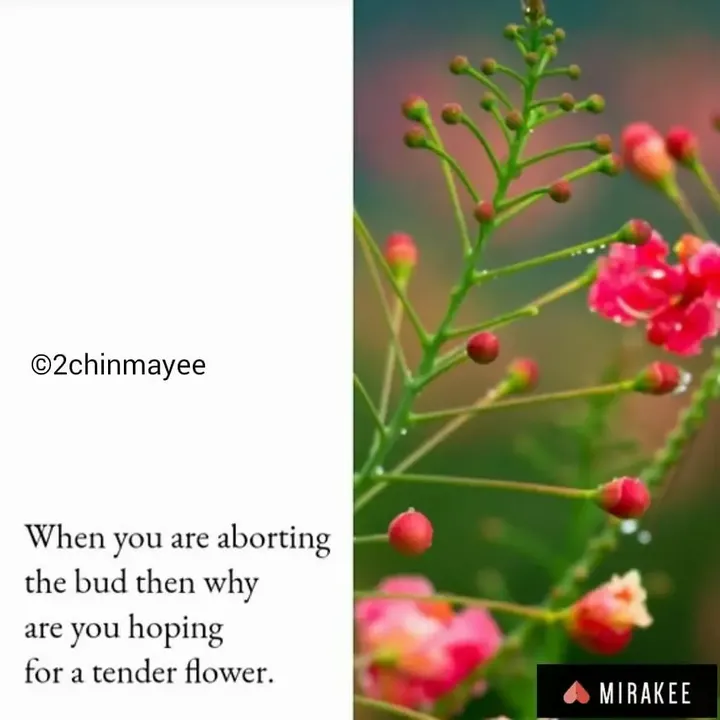 ©2chinmayee
When you are aborting
the bud then why
are you hoping
for a tender flower.
MIRAKEE